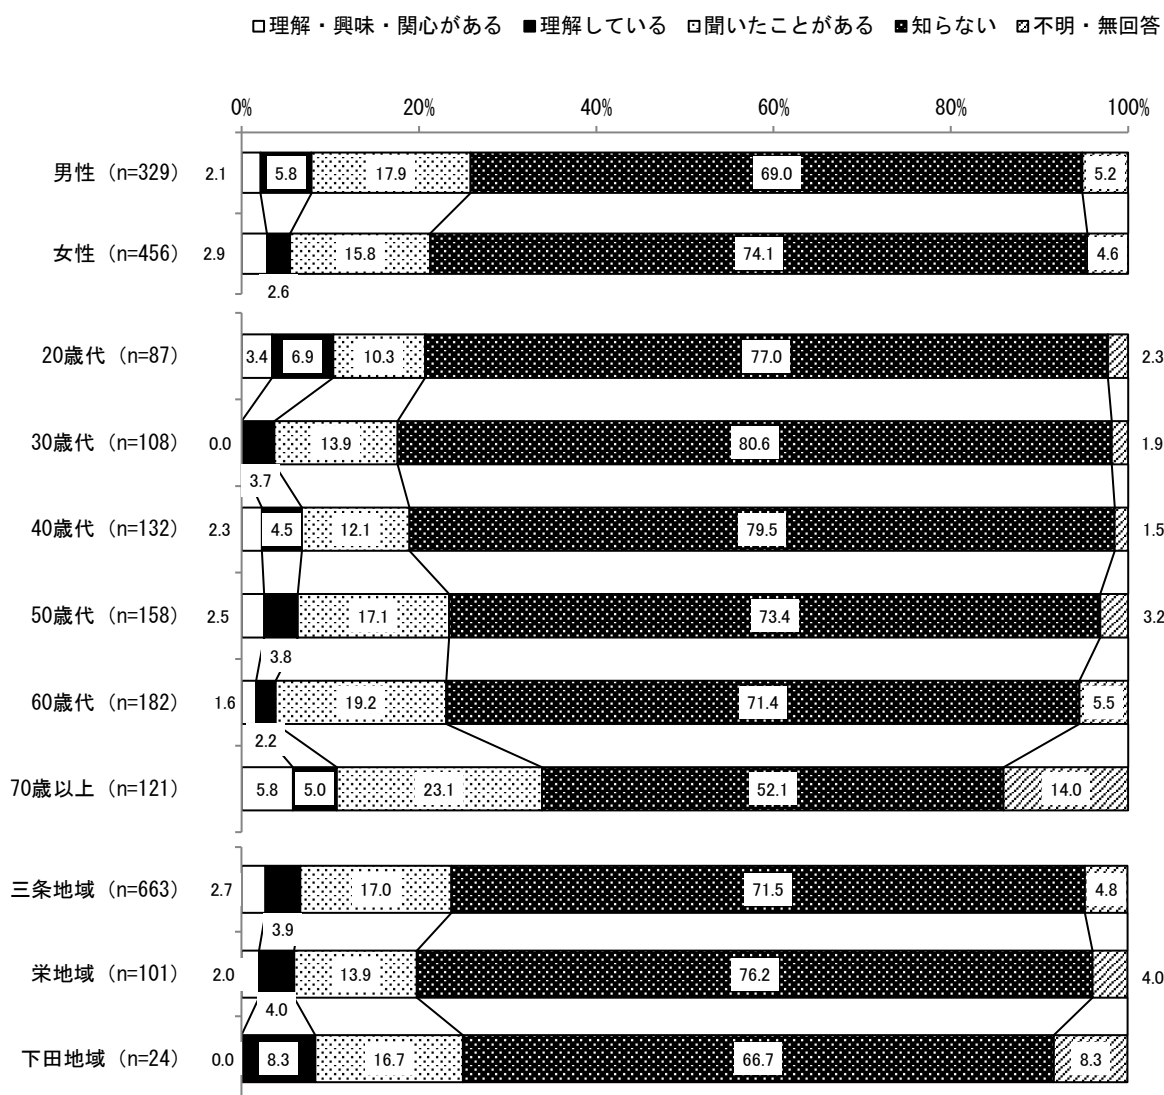 □理解・興味・関心がある ■理解している □聞いたことがある ■知らない □不明・無回答
0% 20% 40% 60% 80% 100%
男性（n=329） 2.1 5.8 17.9 69.0 5.2
女性（n=456） 2.9 15.8 74.1 4.6
2.6
20歳代（n=87） 3.4 6.9 10.3 77.0 2.3
30歳代（n=108） 0.0 13.9 80.6 1.9
3.7
40歳代（n=132） 2.3 4.5 12.1 79.5 1.5
50歳代（n=158） 2.5 17.1 73.4 3.2
3.8
60歳代（n=182） 1.6 19.2 71.4 5.5
2.2
70歳以上（n=121） 5.8 5.0 23.1 52.1 14.0
三条地域（n=663） 2.7 17.0 71.5 4.8
3.9
栄地域（n=101） 2.0 13.9 76.2 4.0
4.0
下田地域（n=24） 0.0 8.3 16.7 66.7 8.3